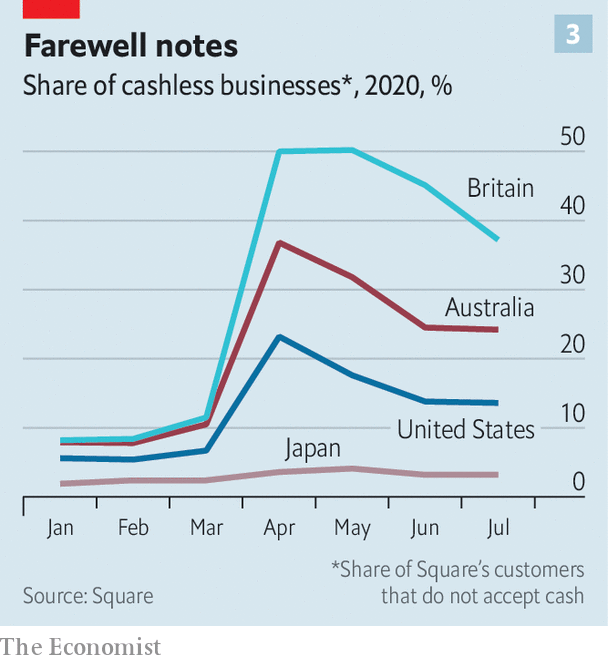 Farewell notes
3
Share of cashless businesses*, 2020, %
50
Britain
40
30
Australia
20
10
United States
Japan
0
Jan Feb Mar Apr May Jun Jul
*Share of Square's customers
that do not accept cash
Source: Square
The Economist